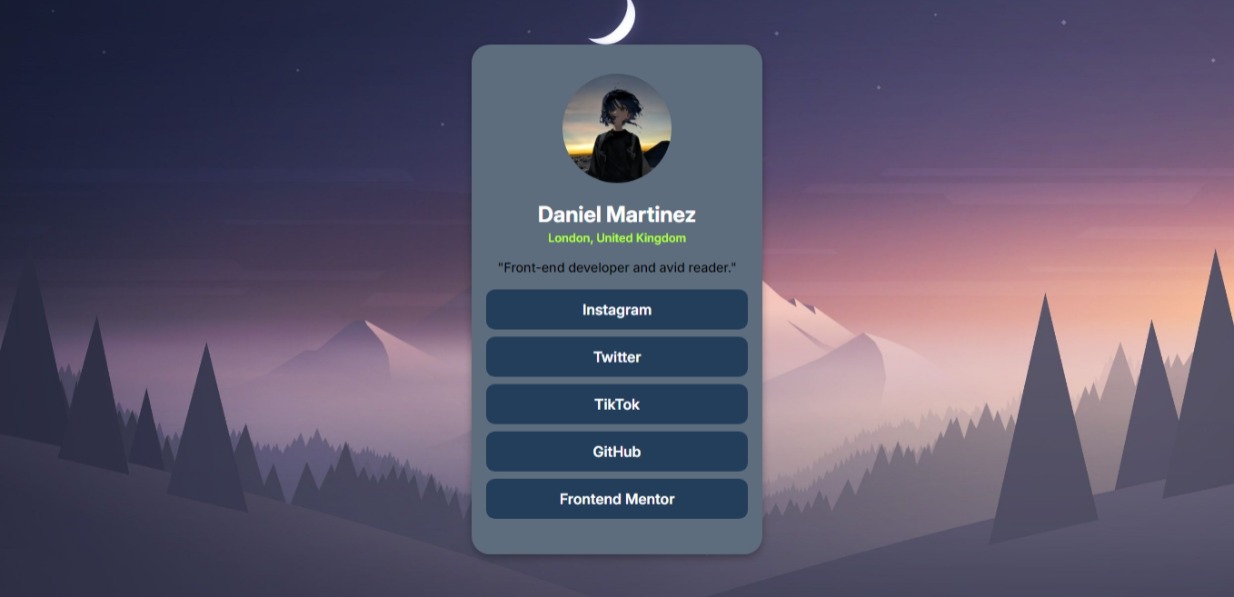 Daniel Martinez
London, United Kingdom
"Front-end developer and avid reader."
Instagram
Twitter
TikTok
GitHub
Frontend Mentor